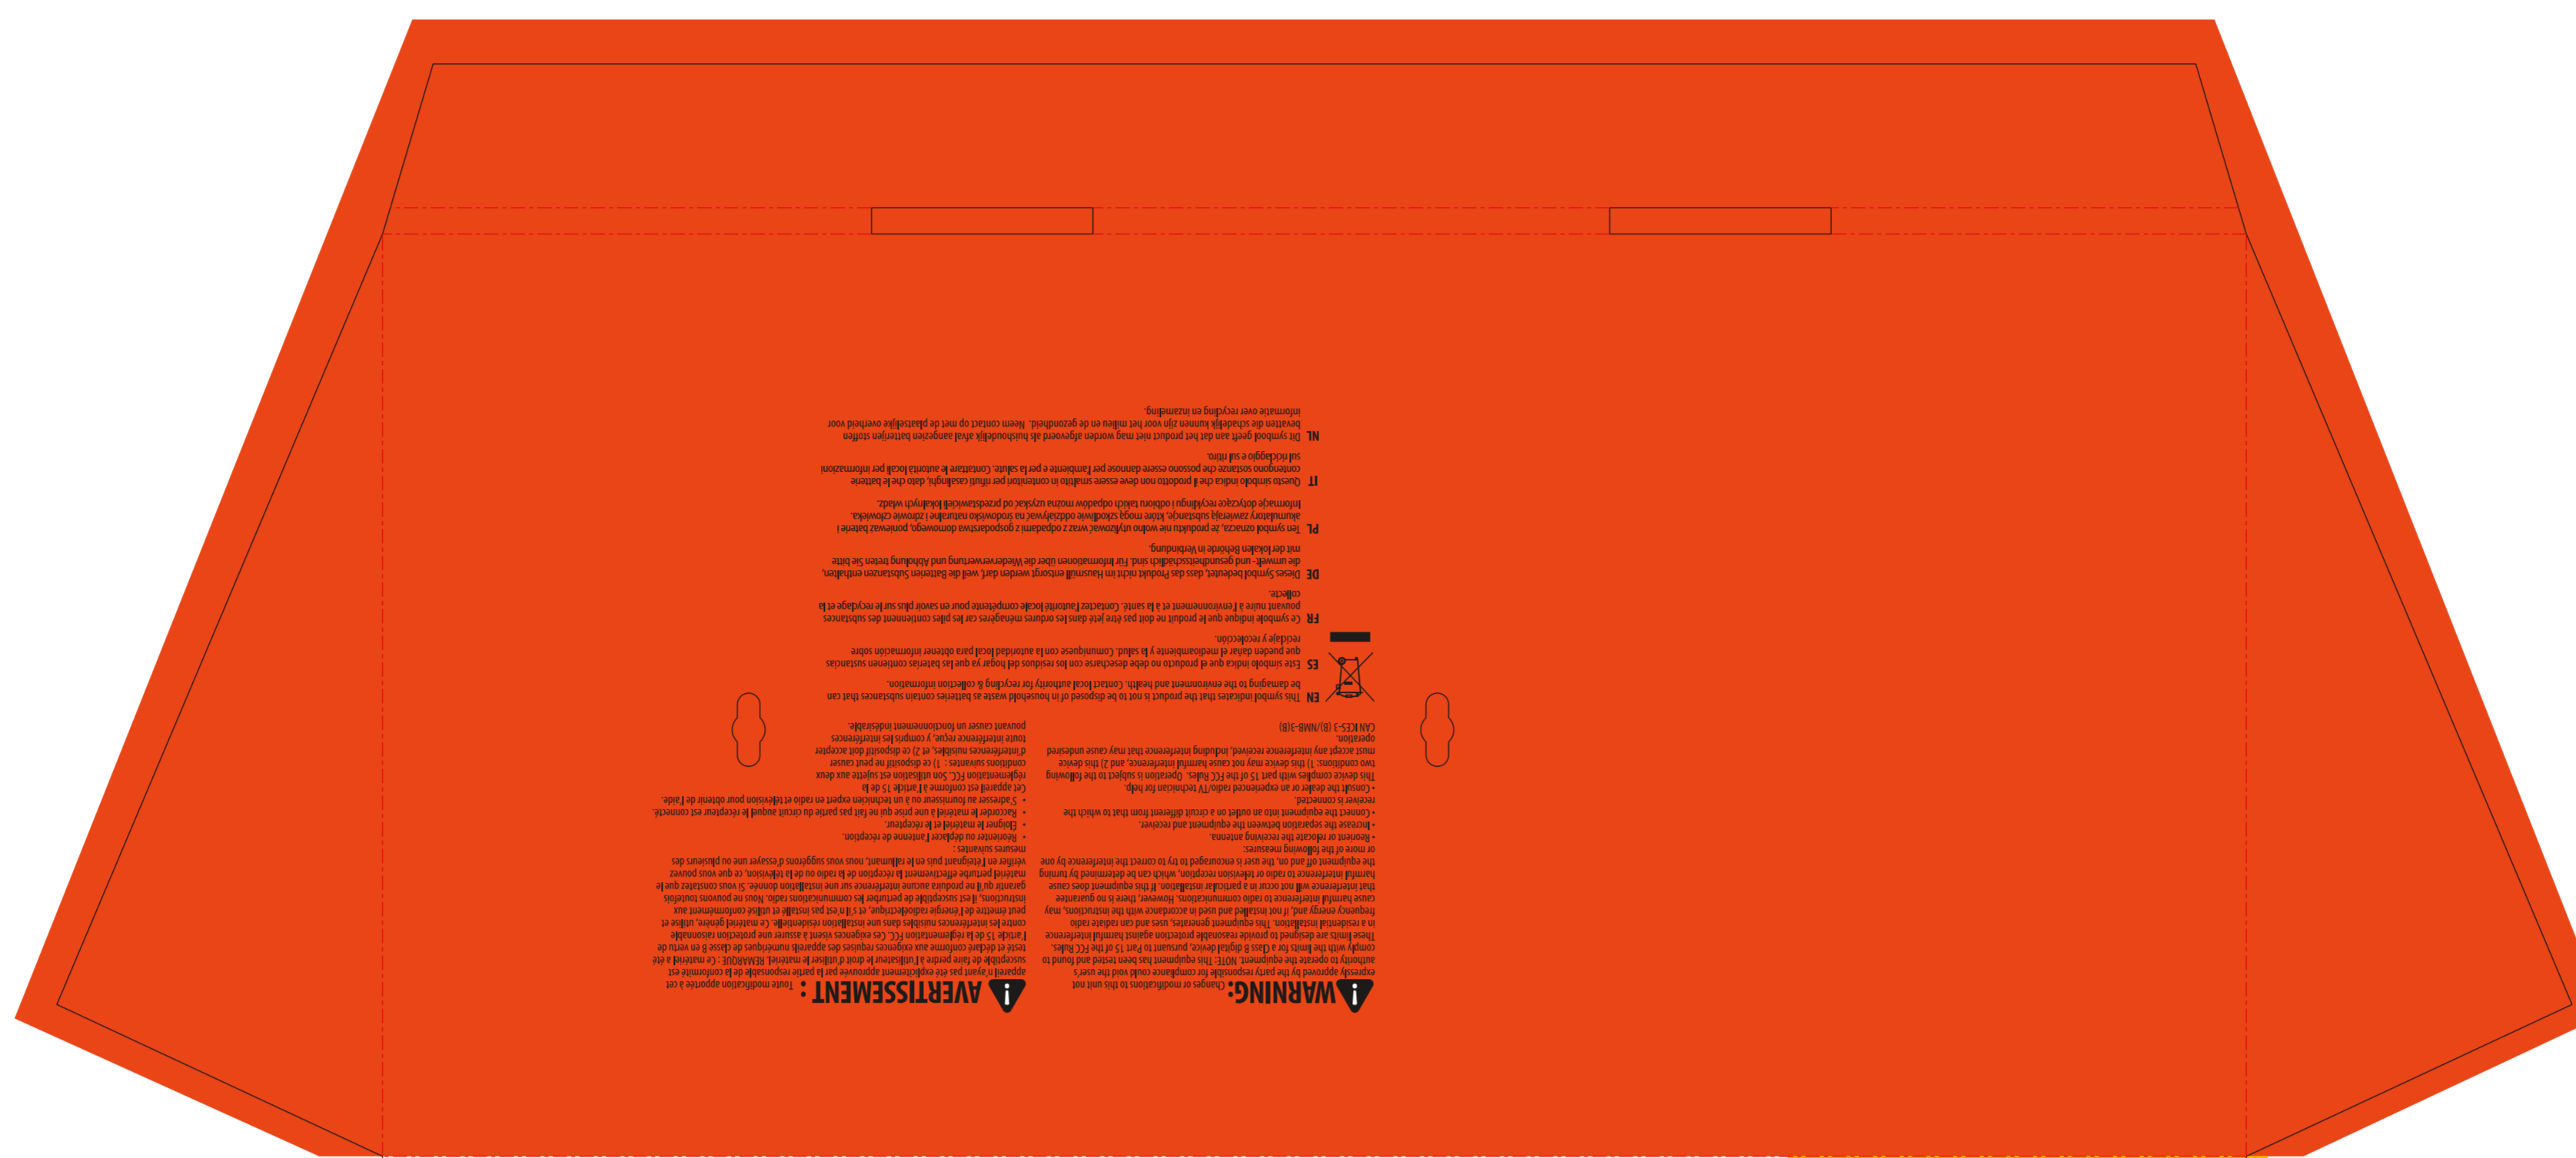 WARNING: Changes or modifications to this unit not
expressly approved by the party responsible for compliance could void the user's
authority to operate the equipment. NOTE: This equipment has been tested and found to
comply with the limits for a Class B digital device, pursuant to Part 15 of the FCC Rules.
These limits are designed to provide reasonable protection against harmful interference
in a residential installation. This equipment generates, uses and can radiate radio
frequency energy and, if not installed and used in accordance with the instructions, may
cause harmful interference to radio communications. However, there is no guarantee
that interference will not occur in a particular installation. If this equipment does cause
harmful interference to radio or television reception, which can be determined by turning
the equipment off and on, the user is encouraged to try to correct the interference by one
or more of the following measures:
• Reorient or relocate the receiving antenna.
• Increase the separation between the equipment and receiver.
• Connect the equipment into an outlet on a circuit different from that to which the
receiver is connected.
• Consult the dealer or an experienced radio/TV technician for help.
This device complies with part 15 of the FCC Rules. Operation is subject to the following
two conditions: 1) this device may not cause harmful interference, and 2) this device
must accept any interference received, including interference that may cause undesired
operation.
CAN ICES-3 (B)/NMB-3(B)
AVERTISSEMENT : Toute modification apportée à cet
appareil n'ayant pas été explicitement approuvée par la partie responsable de la conformité est
susceptible de faire perdre à l'utilisateur le droit d'utiliser le matériel. REMARQUE : Ce matériel a été
testé et déclaré conforme aux exigences requises des appareils numériques de classe B en vertu de
l'article 15 de la réglementation FCC. Ces exigences visent à assurer une protection raisonnable
contre les interférences nuisibles dans une installation résidentielle. Ce matériel génère, utilise et
peut émettre de l'énergie radioélectrique, et s'il n'est pas installé et utilisé conformément aux
instructions, il est susceptible de perturber les communications radio. Nous ne pouvons toutefois
garantir qu'il ne produira aucune interférence sur une installation donnée. Si vous constatez que le
matériel perturbe effectivement la réception de la radio ou de la télévision, ce que vous pouvez
vérifier en l'éteignant puis en le rallumant, nous vous suggérons d'essayer une ou plusieurs des
mesures suivantes :
• Réorienter ou déplacer l'antenne de réception.
• Éloigner le matériel et le récepteur.
• Raccorder le matériel à une prise qui ne fait pas partie du circuit auquel le récepteur est connecté.
• S'adresser au fournisseur ou à un technicien expert en radio et télévision pour obtenir de l'aide.
Cet appareil est conforme à l'article 15 de la
réglementation FCC. Son utilisation est sujette aux deux
conditions suivantes : 1) ce dispositif ne peut causer
d'interférences nuisibles, et 2) ce dispositif doit accepter
toute interférence reçue, y compris les interférences
pouvant causer un fonctionnement indésirable.
EN This symbol indicates that the product is not to be disposed of in household waste as batteries contain substances that can
be damaging to the environment and health. Contact local authority for recycling & collection information.
ES Este símbolo indica que el producto no debe desecharse con los residuos del hogar ya que las baterías contienen sustancias
que pueden dañar el medioambiente y la salud. Comuníquese con la autoridad local para obtener información sobre
reciclaje y recolección.
FR Ce symbole indique que le produit ne doit pas être jeté dans les ordures ménagères car les piles contiennent des substances
pouvant nuire à l'environnement et à la santé. Contactez l'autorité locale compétente pour en savoir plus sur le recyclage et la
collecte.
DE Dieses Symbol bedeutet, dass das Produkt nicht im Hausmüll entsorgt werden darf, weil die Batterien Substanzen enthalten,
die umwelt- und gesundheitsschädlich sind. Für Informationen über die Wiederverwertung und Abholung treten Sie bitte
mit der lokalen Behörde in Verbindung.
PL Ten symbol oznacza, że produktu nie wolno utylizować wraz z odpadami z gospodarstwa domowego, ponieważ baterie i
akumulatory zawierają substancje, które mogą szkodliwie oddziaływać na środowisko naturalne i zdrowie człowieka.
Informacje dotyczące recyklingu i odbioru takich odpadów można uzyskać od przedstawicieli lokalnych władz.
IT Questo simbolo indica che il prodotto non deve essere smaltito in contenitori per rifiuti casalinghi, dato che le batterie
contengono sostanze che possono essere dannose per l'ambiente e per la salute. Contattare le autorità locali per informazioni
sul riciclaggio e sul ritiro.
NL Dit symbool geeft aan dat het product niet mag worden afgevoerd als huishoudelijk afval aangezien batterijen stoffen
bevatten die schadelijk kunnen zijn voor het milieu en de gezondheid. Neem contact op met de plaatselijke overheid voor
informatie over recycling en inzameling.